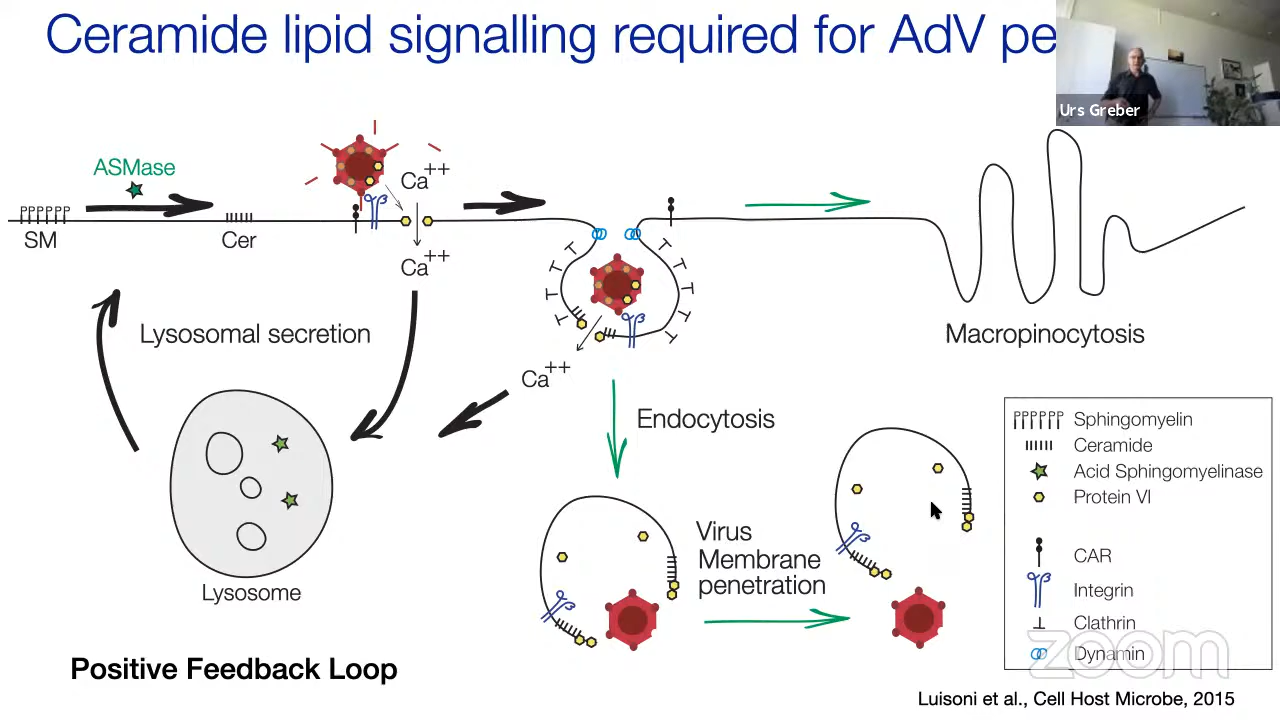 Ceramide lipid signalling required for AdV pe
Urs Greber
ASMase
Ca++
SM
Cer
Ca++
Lysosomal secretion
Macropinocytosis
Ca++
Endocytosis
Sphingomyelin
Ceramide
Acid Sphingomyelinase
Protein VI
Virus
Membrane
penetration
CAR
Integrin
Clathrin
Dynamin
Lysosome
zoom
Positive Feedback Loop
Luisoni et al., Cell Host Microbe, 2015